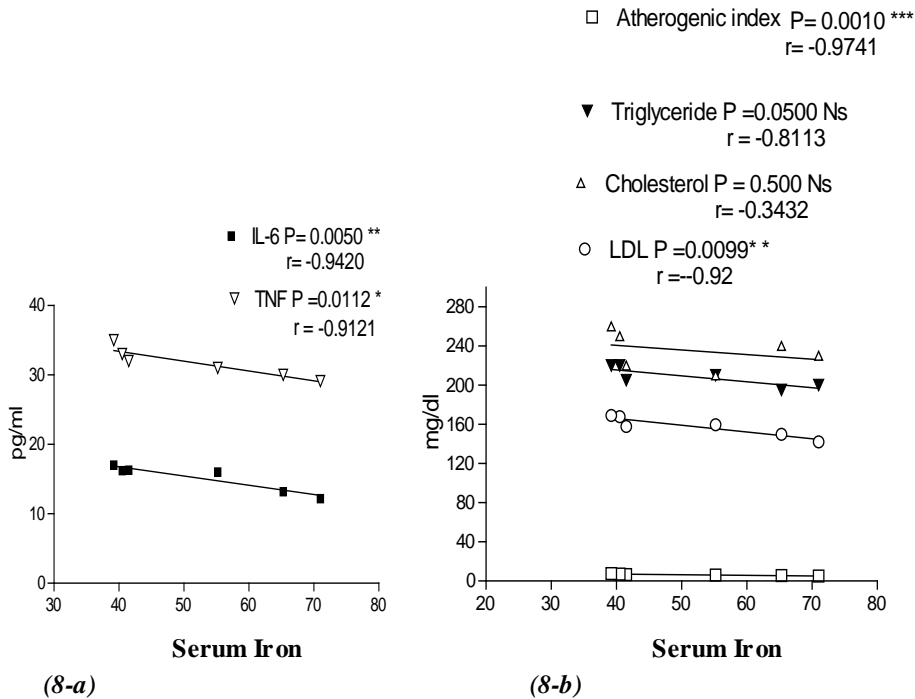 Atherogenic index P= 0.0010 ***
r= -0.9741
Triglyceride P =0.0500 Ns
r = -0.8113
Cholesterol P = 0.500 Ns
r= -0.3432
LDL P =0.0099* *
r =--0.92
IL-6 P= 0.0050 **
r= -0.9420
TNF P =0.0112 *
r = -0.9121
40
30
20
10
0
pg/ml
30 40 50 60 70 80
Serum Iron
(8-a)
280
240
200
160
120
80
40
0
mg/dl
20 30 40 50 60 70 80
Serum Iron
(8-b)